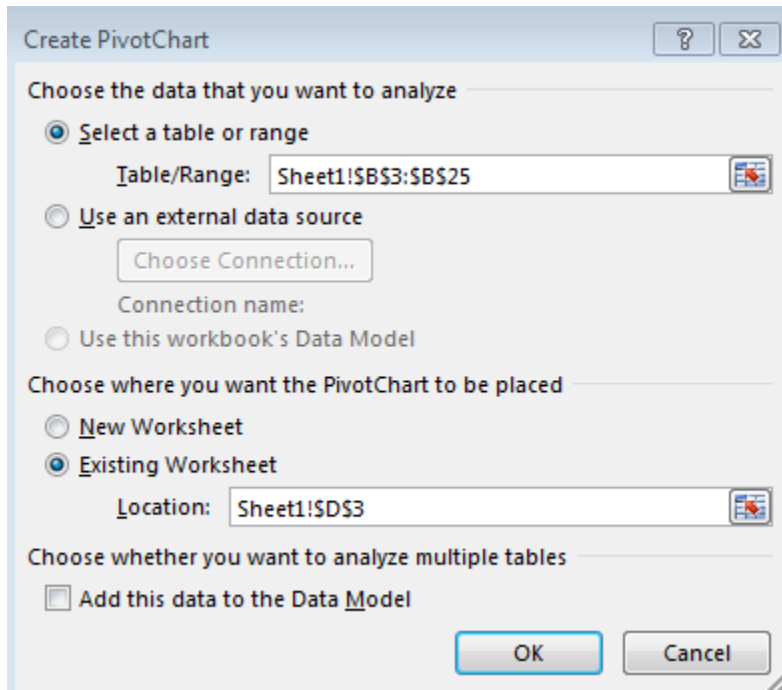 Create PivotChart
Choose the data that you want to analyze
Select a table or range
Table/Range: Sheet1!$B$3:$B$25
Use an external data source
Choose Connection...
Connection name:
Use this workbook's Data Model
Choose where you want the PivotChart to be placed
New Worksheet
Existing Worksheet
Location: Sheet1!$D$3
Choose whether you want to analyze multiple tables
Add this data to the Data Model
OK Cancel